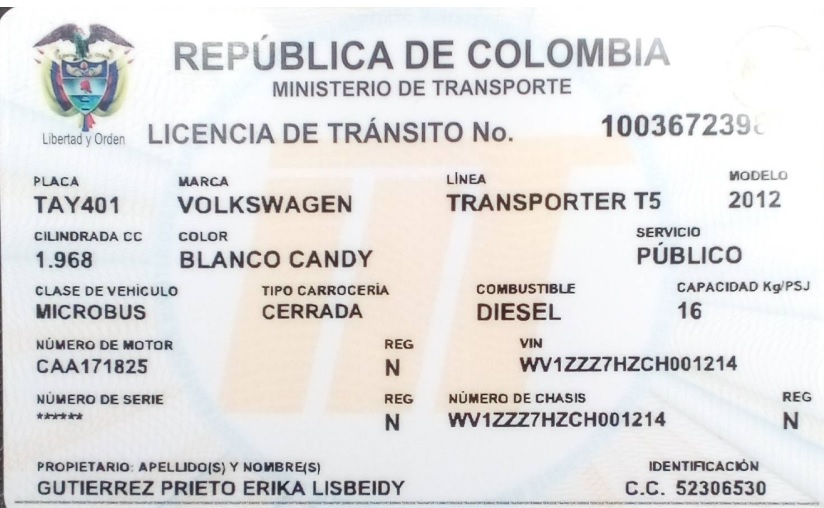 REPÚBLICA DE COLOMBIA
MINISTERIO DE TRANSPORTE
Libertad y Orden
LICENCIA DE TRÁNSITO No.
PLACA MARCA LÍNEA MODELO
TAY401 VOLKSWAGEN TRANSPORTER T5 2012
CILINDRADA CC COLOR SERVICIO
1.968 BLANCO CANDY PÚBLICO
CLASE DE VEHÍCULO TIPO CARROCERÍA COMBUSTIBLE CAPACIDAD Kg/PSJ
MICROBUS CERRADA DIESEL 16
NÚMERO DE MOTOR REG VIN
CAA171825 N WV1ZZZ7HZCH001214
NÚMERO DE SERIE REG NÚMERO DE CHASIS REG
****** N WV1ZZZ7HZCH001214 N
PROPIETARIO: APELLIDO(S) Y NOMBRE(S) IDENTIFICACIÓN
GUTIERREZ PRIETO ERIKA LISBEIDY C.C. 52306530